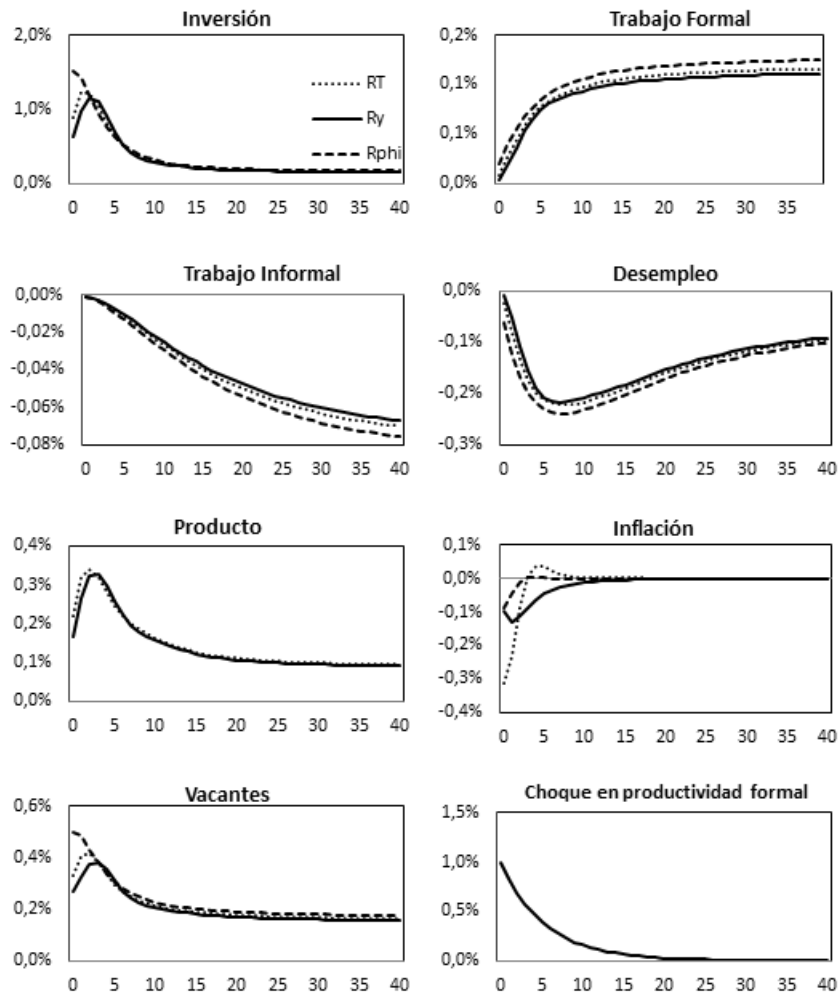 Inversión
2,0%
1,0%
0,0%
RT
Ry
Rphi
0 5 10 15 20 25 30 35 40
Trabajo Formal
0,2%
0,1%
0,1%
0,0%
0 5 10 15 20 25 30 35
Trabajo Informal
0,00%
-0,02%
-0,04%
-0,06%
-0,08%
0 5 10 15 20 25 30 35 40
Desempleo
0,0%
-0,1%
-0,2%
-0,3%
0 5 10 15 20 25 30 35 40
Producto
0,4%
0,3%
0,2%
0,1%
0,0%
0 5 10 15 20 25 30 35 40
Inflación
0,1%
0,0%
-0,1%
-0,2%
-0,3%
-0,4%
0 5 10 15 20 25 30 35 40
Vacantes
0,6%
0,4%
0,2%
0,0%
0 5 10 15 20 25 30 35 40
Choque en productividad formal
1,5%
1,0%
0,5%
0,0%
0 5 10 15 20 25 30 35 40